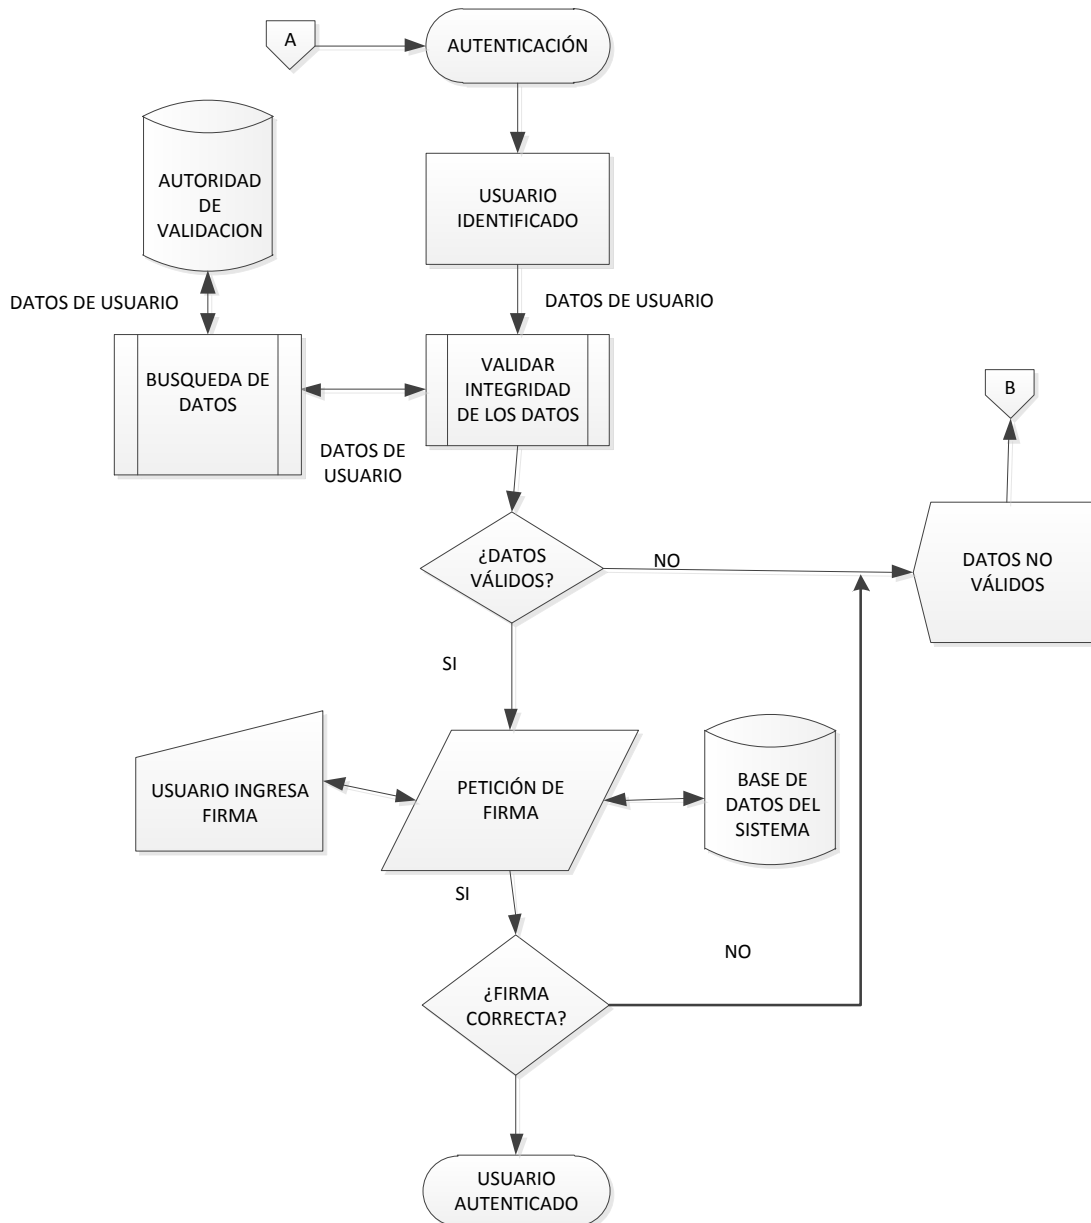 A
AUTENTICACIÓN
AUTORIDAD
DE
VALIDACION
USUARIO
IDENTIFICADO
DATOS DE USUARIO
DATOS DE USUARIO
BUSQUEDA DE
DATOS
VALIDAR
INTEGRIDAD
DE LOS DATOS
DATOS DE
USUARIO
B
¿DATOS
VÁLIDOS?
NO
DATOS NO
VÁLIDOS
SI
USUARIO INGRESA
FIRMA
PETICIÓN DE
FIRMA
BASE DE
DATOS DEL
SISTEMA
SI
NO
¿FIRMA
CORRECTA?
USUARIO
AUTENTICADO